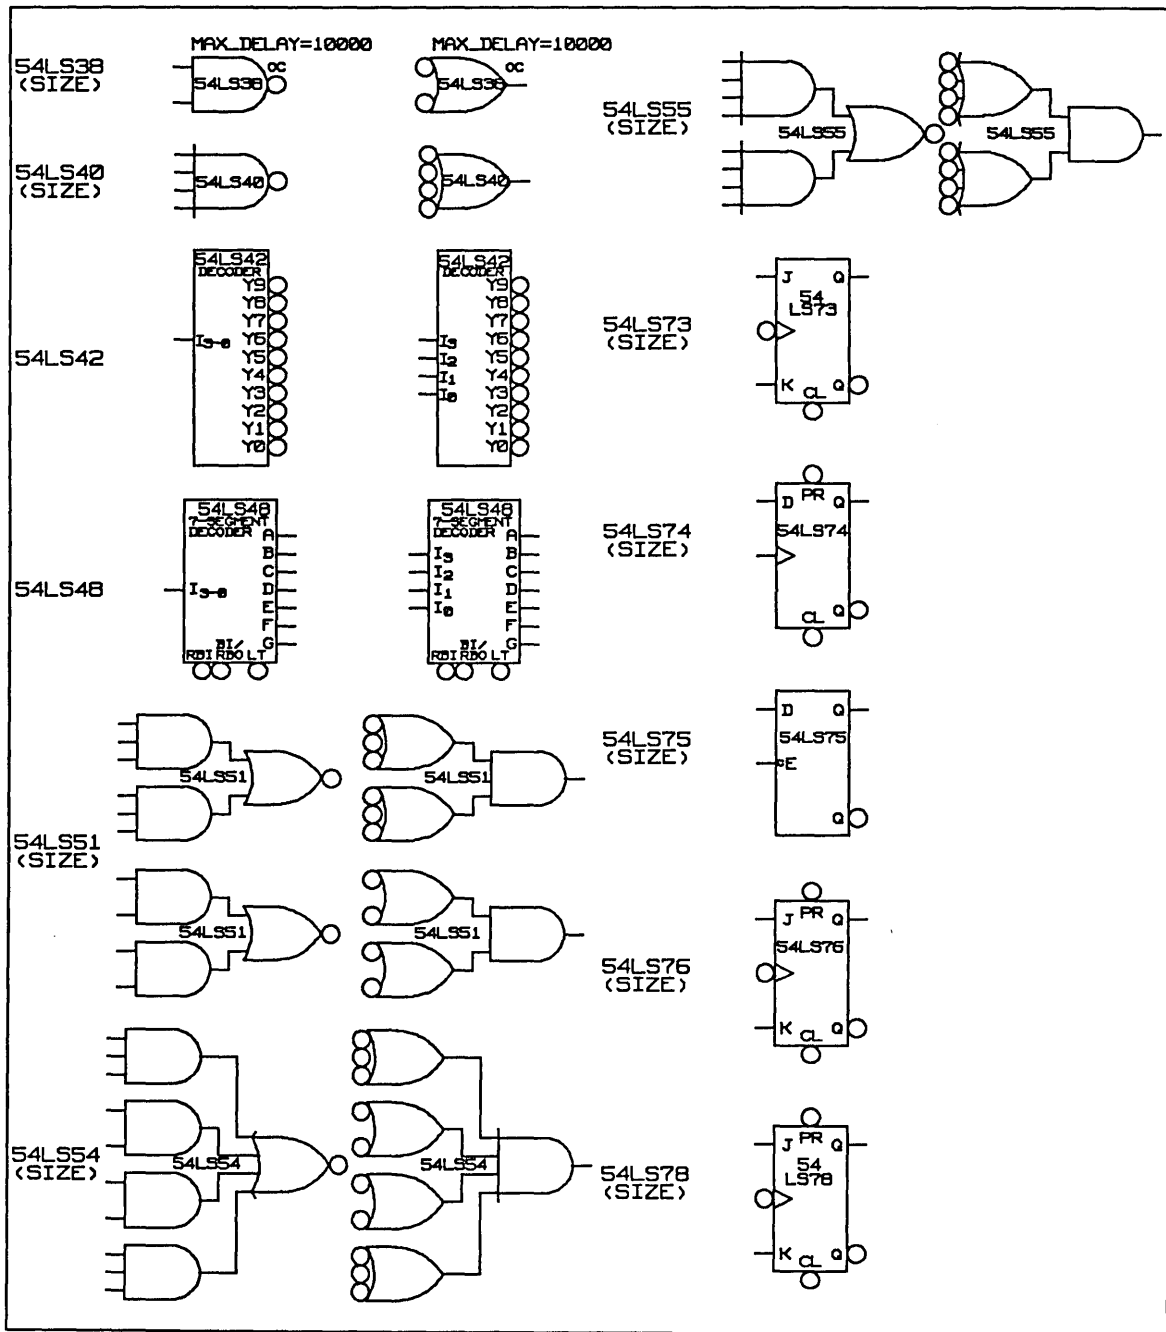 MAX_DELAY=10000
MAX_DELAY=10000
54LS38
(SIZE)
54LS38
OC
54LS38
OC
54LS40
(SIZE)
54LS40
54LS40
54LS42
54LS42
DECODER
I3-0
Y9
Y8
Y7
Y6
Y5
Y4
Y3
Y2
Y1
Y0
54LS42
DECODER
I3
I2
I1
I0
Y9
Y8
Y7
Y6
Y5
Y4
Y3
Y2
Y1
Y0
54LS48
54LS48
7-SEGMENT
DECODER
I3-0
A
B
C
D
E
F
G
BI/
RBI RBO LT
54LS48
7-SEGMENT
DECODER
I3
I2
I1
I0
A
B
C
D
E
F
G
BI/
RBI RBO LT
54LS51
(SIZE)
54LS51
54LS51
54LS51
54LS51
54LS54
(SIZE)
54LS54
54LS54
54LS55
(SIZE)
54LS55
54LS55
54LS73
(SIZE)
J Q
54
LS73
K Q
CL
54LS74
(SIZE)
PR
D Q
54LS74
Q
CL
54LS75
(SIZE)
D Q
54LS75
E
Q
54LS76
(SIZE)
PR
J Q
54LS76
K Q
CL
54LS78
(SIZE)
PR
J Q
54
LS78
K Q
CL